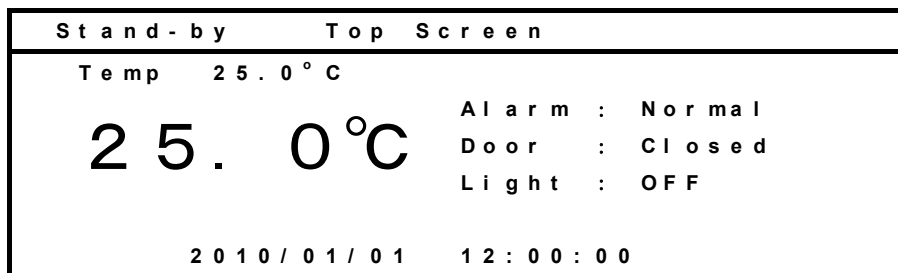 Stand-by Top Screen
Temp 25.0°C
25.0℃
Alarm : Normal
Door : Closed
Light : OFF
2010/01/01 12:00:00